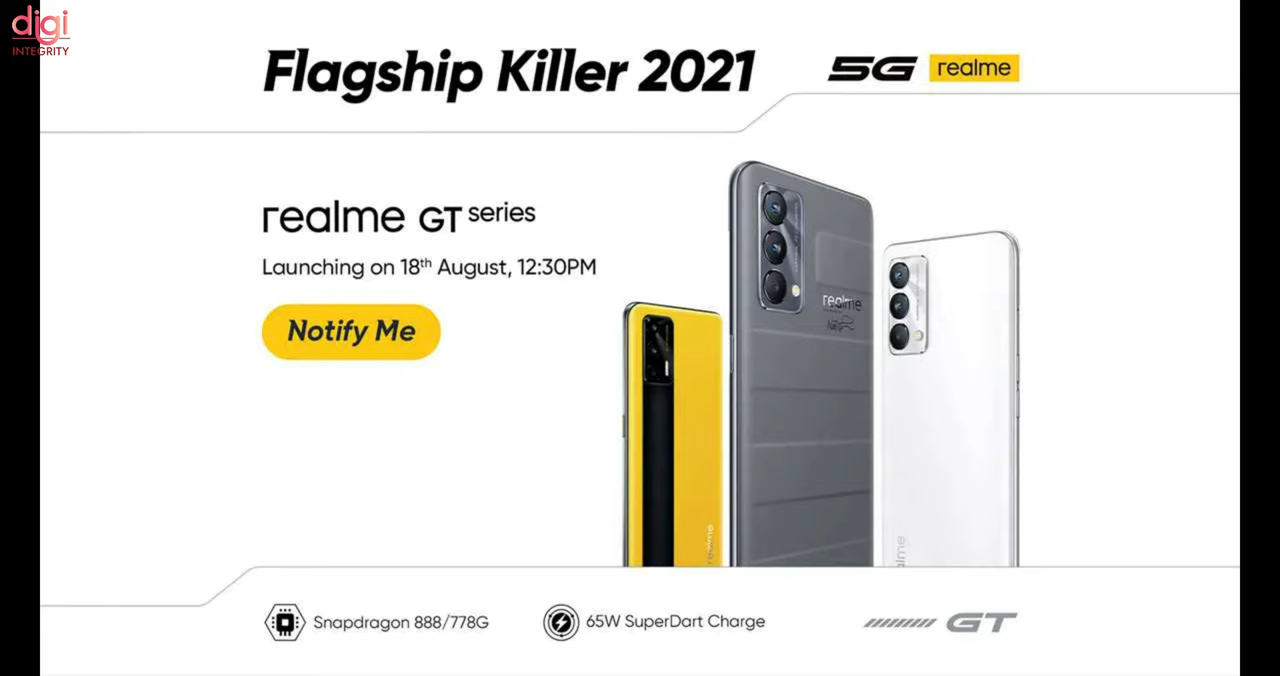 digi
INTEGRITY
Flagship Killer 2021
5G realme
realme GT series
Launching on 18th August, 12:30PM
Notify Me
realme
realme
Snapdragon 888/778G
65W SuperDart Charge
GT